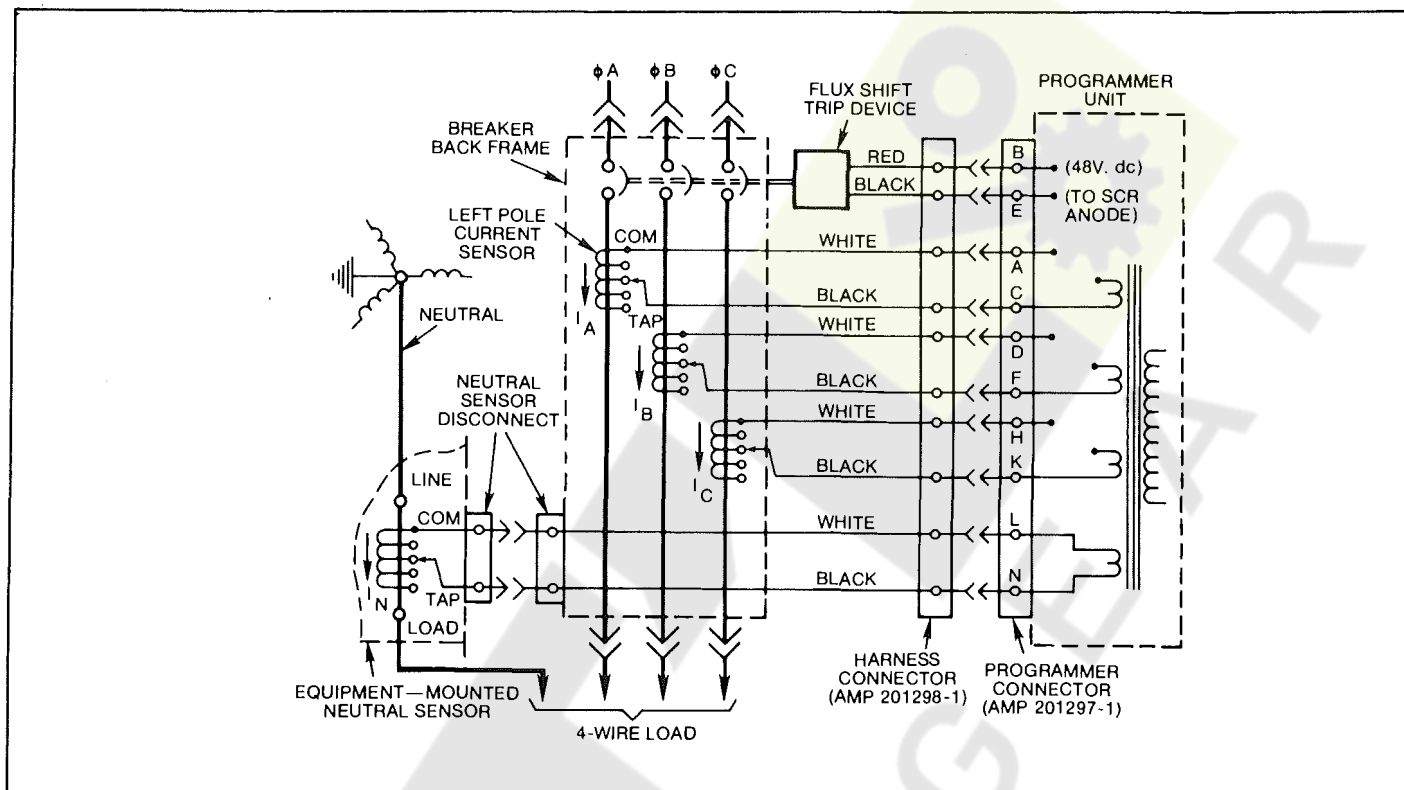 φA φB φC
FLUX SHIFT
TRIP DEVICE
PROGRAMMER
UNIT
BREAKER
BACK FRAME
RED
B
(48V. dc)
BLACK
E
(TO SCR
ANODE)
LEFT POLE
CURRENT
SENSOR
COM
WHITE
A
I A
TAP
BLACK
C
WHITE
D
NEUTRAL
I B
BLACK
F
NEUTRAL
SENSOR
DISCONNECT
WHITE
H
I C
BLACK
K
LINE
COM
WHITE
L
I N
TAP
BLACK
N
LOAD
EQUIPMENT—MOUNTED
NEUTRAL SENSOR
4-WIRE LOAD
HARNESS
CONNECTOR
(AMP 201298-1)
PROGRAMMER
CONNECTOR
(AMP 201297-1)
GEAR